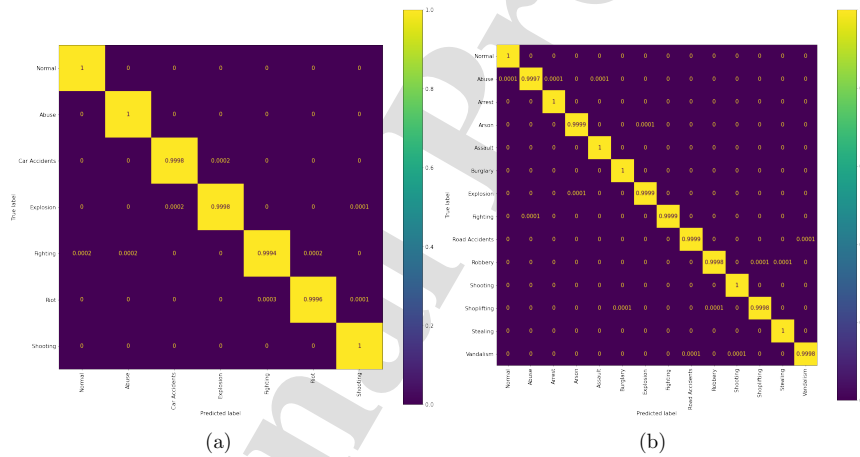 1.0
Normal 1 0 0 0 0 0 0
Abuse 0 1 0 0 0 0 0
0.8
Car Accidents 0 0 0.9998 0.0002 0 0 0
0.6
True label
Explosion 0 0 0.0002 0.9998 0 0 0.0001
0.4
Fighting 0.0002 0.0002 0 0 0.9994 0.0002 0
Riot 0 0 0 0 0.0003 0.9996 0.0001
0.2
Shooting 0 0 0 0 0 0 1
0.0
Normal Abuse Car Accidents Explosion Fighting Riot Shooting
Predicted label
(a)
Normal 1 0 0 0 0 0 0 0 0 0 0 0 0 0
Abuse 0.0001 0.9997 0.0001 0 0.0001 0 0 0 0 0 0 0 0 0
Arrest 0 0 1 0 0 0 0 0 0 0 0 0 0 0
Arson 0 0 0 0.9999 0 0 0.0001 0 0 0 0 0 0 0
Assault 0 0 0 0 1 0 0 0 0 0 0 0 0 0
Burglary 0 0 0 0 0 1 0 0 0 0 0 0 0 0
Explosion 0 0 0 0.0001 0 0 0.9999 0 0 0 0 0 0 0
True label
Fighting 0 0.0001 0 0 0 0 0 0.9999 0 0 0 0 0 0
Road Accidents 0 0 0 0 0 0 0 0 0.9999 0 0 0 0 0.0001
Robbery 0 0 0 0 0 0 0 0 0 0.9998 0 0.0001 0.0001 0
Shooting 0 0 0 0 0 0 0 0 0 0 1 0 0 0
Shoplifting 0 0 0 0 0 0.0001 0 0 0 0.0001 0 0.9998 0 0
Stealing 0 0 0 0 0 0 0 0 0 0 0 0 1 0
Vandalism 0 0 0 0 0 0 0 0 0.0001 0 0.0001 0 0 0.9998
Normal Abuse Arrest Arson Assault Burglary Explosion Fighting Road Accidents Robbery Shooting Shoplifting Stealing Vandalism
Predicted label
(b)